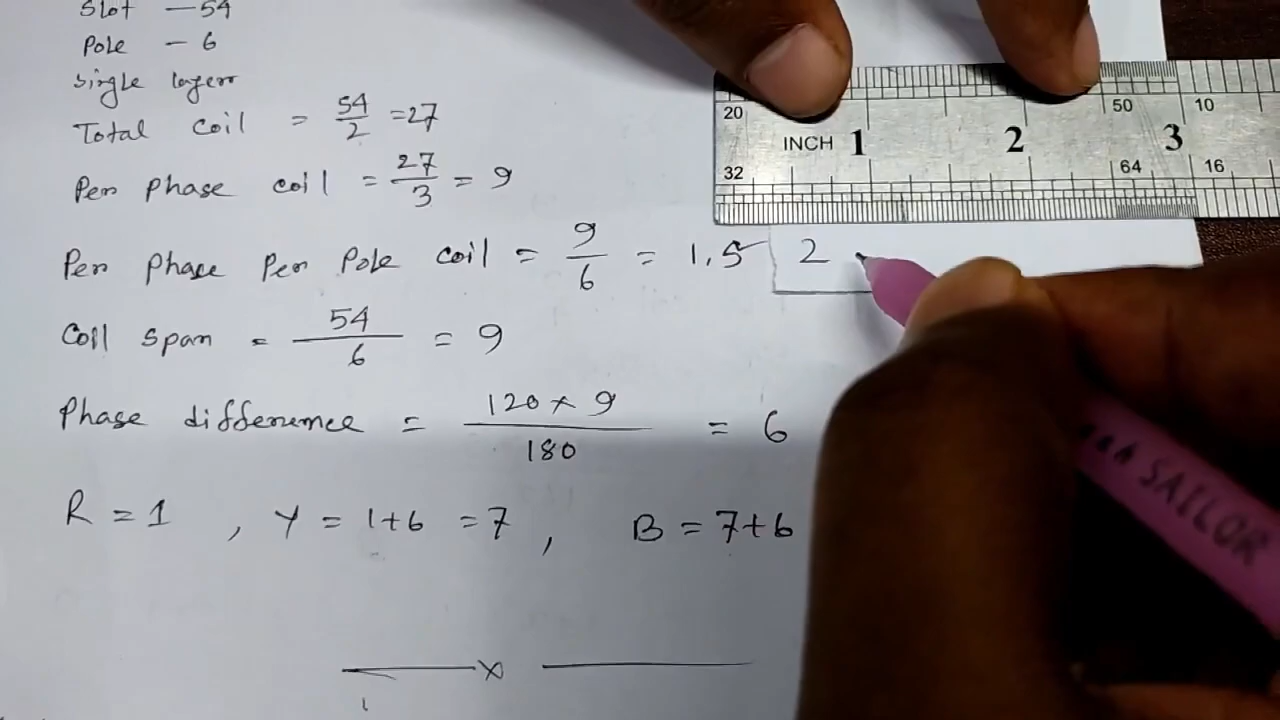 Slot - 54
Pole - 6
Single layer
Total coil = 54/2 = 27
Per phase coil = 27/3 = 9
Per phase Per Pole coil = 9/6 = 1.5 2
Coil span = 54/6 = 9
Phase difference = 120 × 9 / 180 = 6
R = 1 , Y = 1+6 = 7 , B = 7+6
20 50 10
INCH 1 2 3
32 64 16
SAILOR